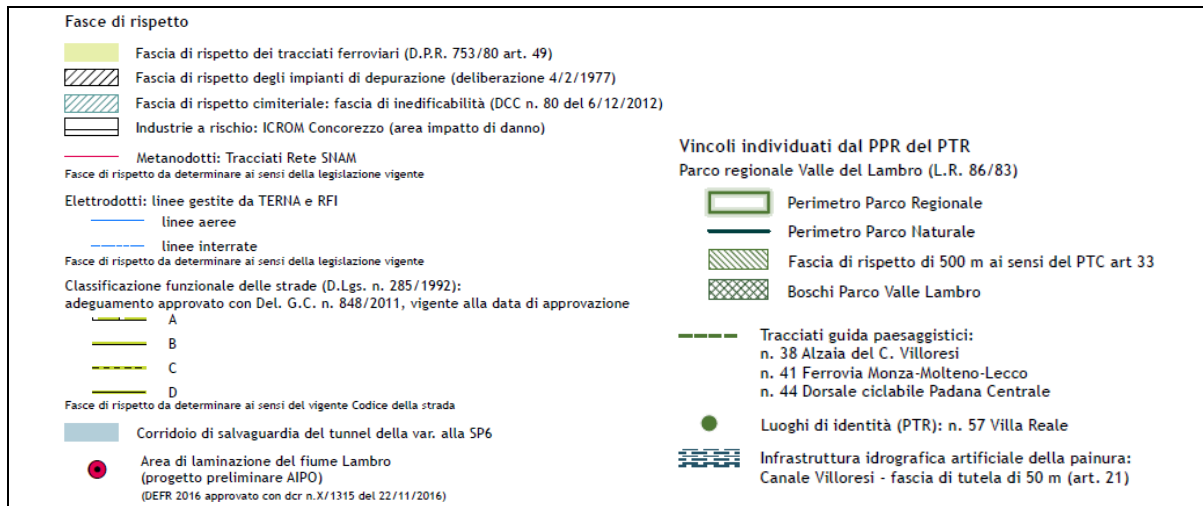 Fasce di rispetto
Fascia di rispetto dei tracciati ferroviari (D.P.R. 753/80 art. 49)
Fascia di rispetto degli impianti di depurazione (deliberazione 4/2/1977)
Fascia di rispetto cimiteriale: fascia di inedificabilità (DCC n. 80 del 6/12/2012)
Industrie a rischio: ICROM Concorezzo (area impatto di danno)
Metanodotti: Tracciati Rete SNAM
Fasce di rispetto da determinare ai sensi della legislazione vigente
Elettrodotti: linee gestite da TERNA e RFI
linee aeree
linee interrate
Fasce di rispetto da determinare ai sensi della legislazione vigente
Classificazione funzionale delle strade (D.Lgs. n. 285/1992):
adeguamento approvato con Del. G.C. n. 848/2011, vigente alla data di approvazione
A
B
C
D
Fasce di rispetto da determinare ai sensi del vigente Codice della strada
Corridoio di salvaguardia del tunnel della var. alla SP6
Area di laminazione del fiume Lambro
(progetto preliminare AIPO)
(DEFR 2016 approvato con dcr n.X/1315 del 22/11/2016)
Vincoli individuati dal PPR del PTR
Parco regionale Valle del Lambro (L.R. 86/83)
Perimetro Parco Regionale
Perimetro Parco Naturale
Fascia di rispetto di 500 m ai sensi del PTC art 33
Boschi Parco Valle Lambro
Tracciati guida paesaggistici:
n. 38 Alzaia del C. Villoresi
n. 41 Ferrovia Monza-Molteno-Lecco
n. 44 Dorsale ciclabile Padana Centrale
Luoghi di identità (PTR): n. 57 Villa Reale
Infrastruttura idrografica artificiale della painura:
Canale Villoresi - fascia di tutela di 50 m (art. 21)